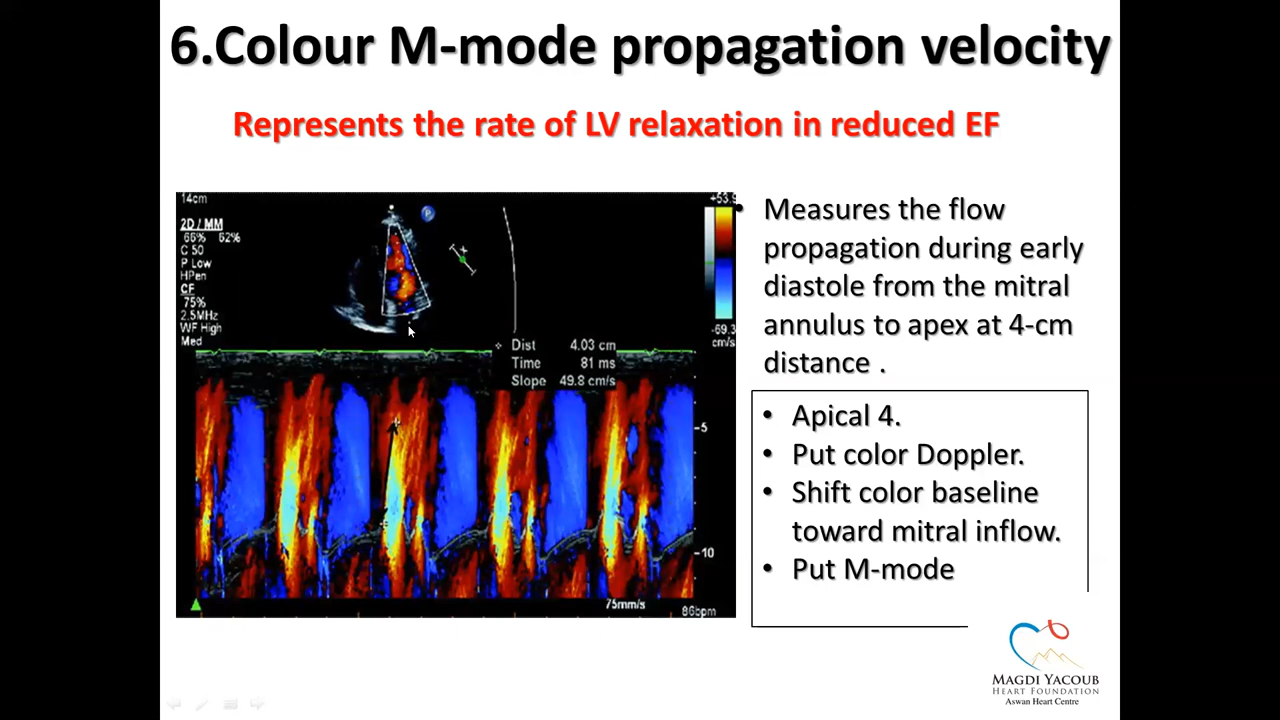 6.Colour M-mode propagation velocity
Represents the rate of LV relaxation in reduced EF
14cm
2D / MM
66% 62%
C 50
P Low
HPen
CF
75%
2.5MHz
WF High
Med
P
x
+53.9
-69.3
cm/s
Dist 4.03 cm
Time 81 ms
Slope 49.8 cm/s
-5
-10
75mm/s
86bpm
• Measures the flow
propagation during early
diastole from the mitral
annulus to apex at 4-cm
distance .
• Apical 4.
• Put color Doppler.
• Shift color baseline
toward mitral inflow.
• Put M-mode
MAGDI YACOUB
HEART FOUNDATION
Aswan Heart Centre